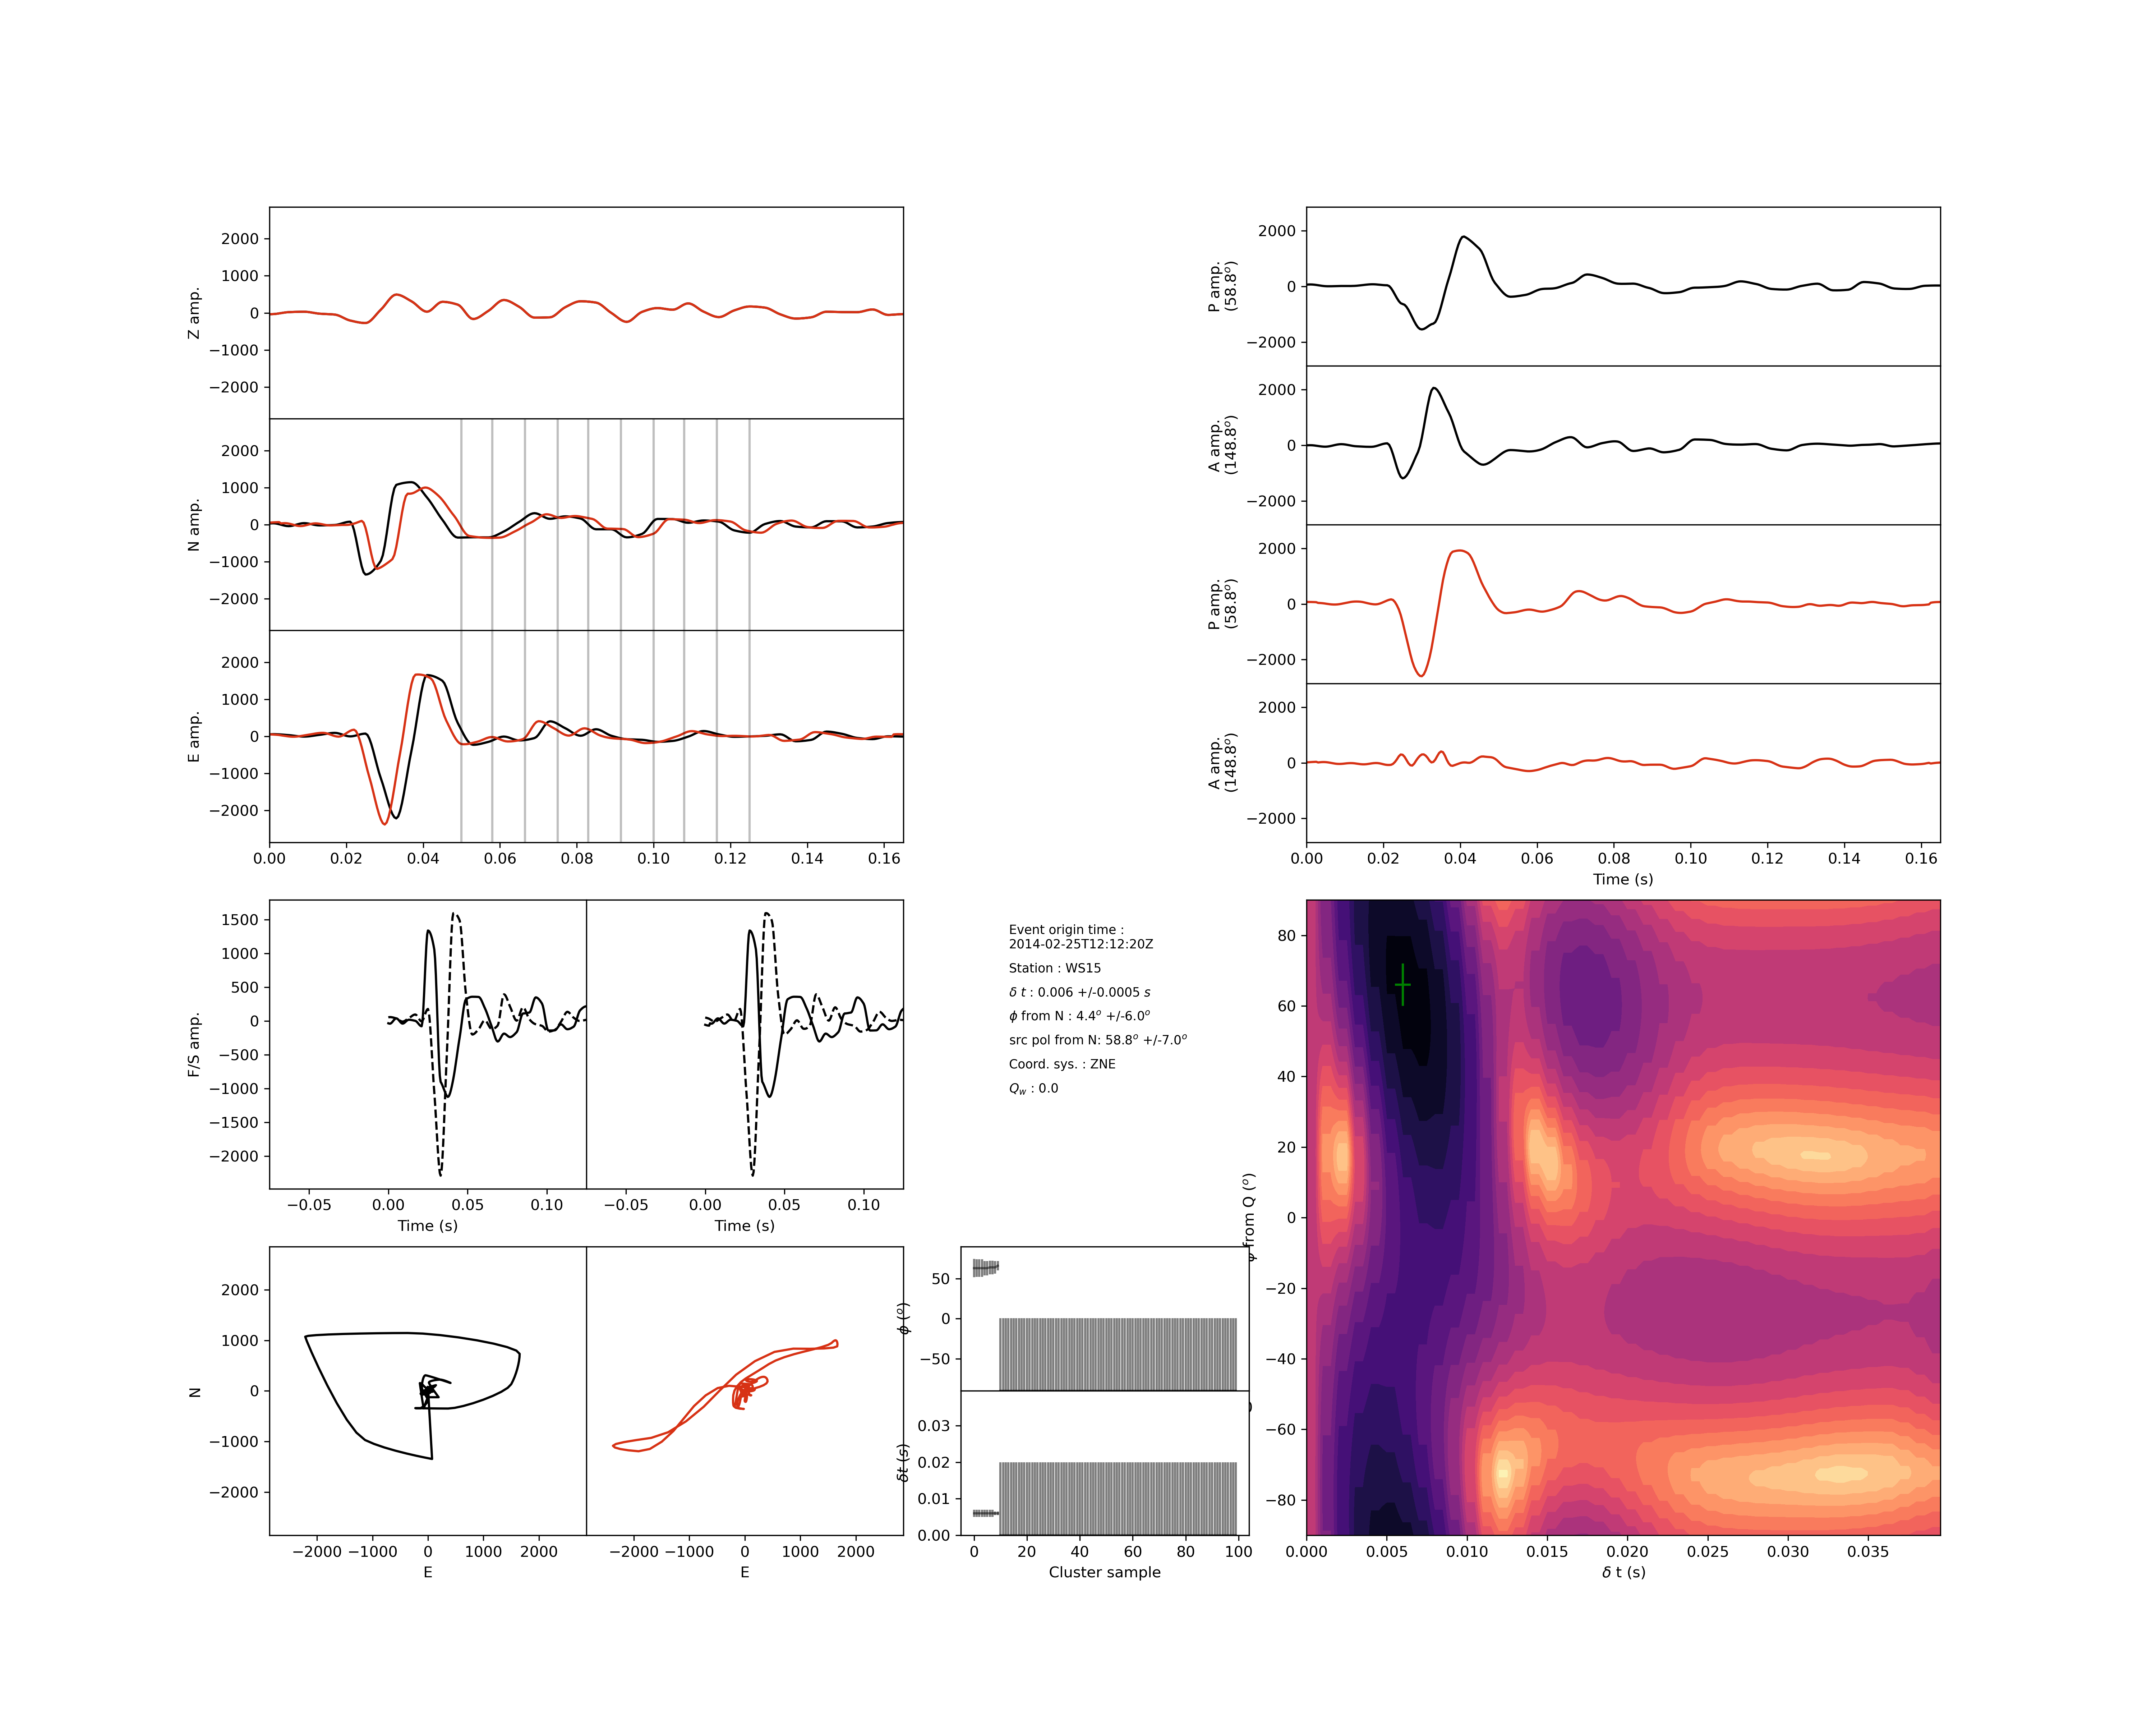 2000
1000
0
−1000
−2000
Z amp.
2000
1000
0
−1000
−2000
N amp.
2000
1000
0
−1000
−2000
E amp.
0.00 0.02 0.04 0.06 0.08 0.10 0.12 0.14 0.16
2000
0
−2000
P amp.
(58.8°)
2000
0
−2000
A amp.
(148.8°)
2000
0
−2000
P amp.
(58.8°)
2000
0
−2000
A amp.
(148.8°)
0.00 0.02 0.04 0.06 0.08 0.10 0.12 0.14 0.16
Time (s)
1500
1000
500
0
−500
−1000
−1500
−2000
F/S amp.
−0.05 0.00 0.05 0.10
Time (s)
−0.05 0.00 0.05 0.10
Time (s)
Event origin time :
2014-02-25T12:12:20Z
Station : WS15
δ t : 0.006 +/-0.0005 s
ϕ from N : 4.4° +/-6.0°
src pol from N: 58.8° +/-7.0°
Coord. sys. : ZNE
Qw : 0.0
2000
1000
0
−1000
−2000
N
−2000 −1000 0 1000 2000
E
−2000 −1000 0 1000 2000
E
50
0
−50
ϕ (°)
0.03
0.02
0.01
0.00
δt (s)
0 20 40 60 80 100
Cluster sample
80
60
40
20
0
−20
−40
−60
−80
from Q (°)
0.000 0.005 0.010 0.015 0.020 0.025 0.030 0.035
δ t (s)